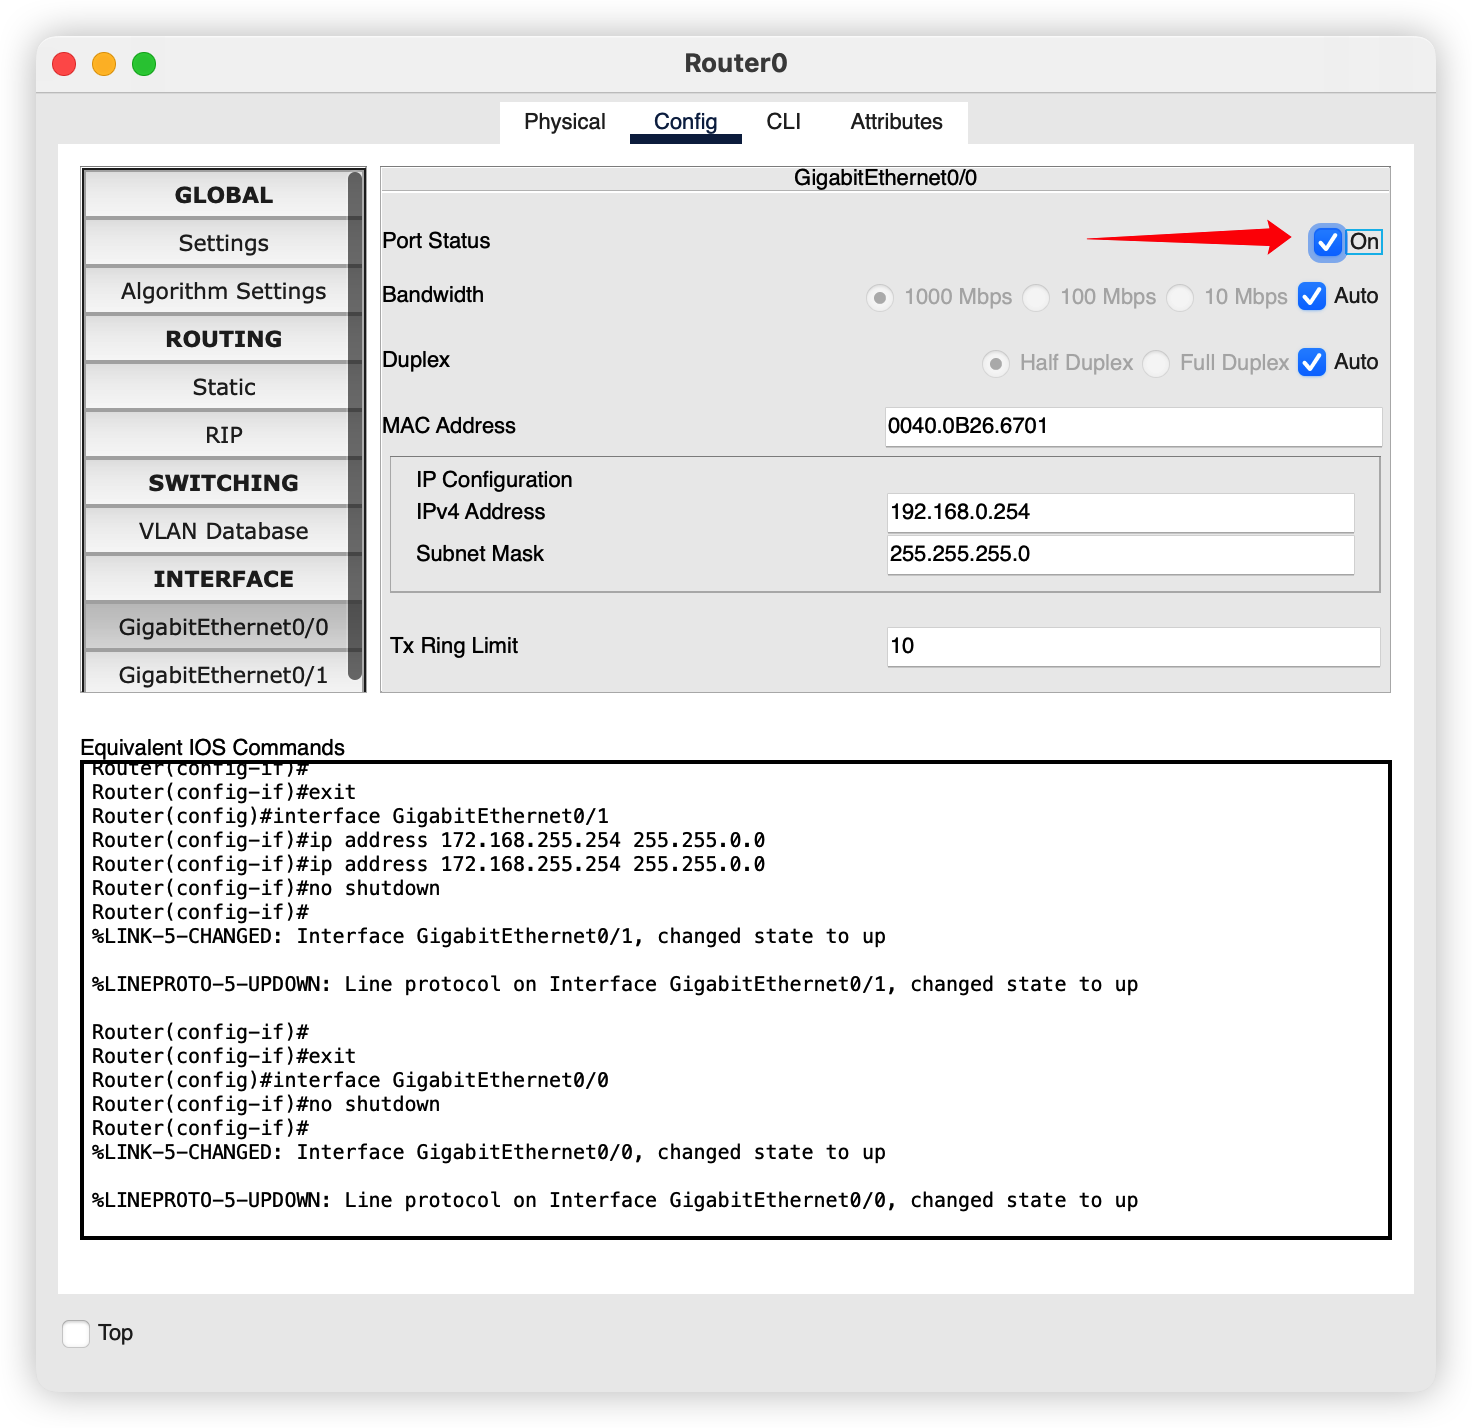 Router0
Physical Config CLI Attributes
GLOBAL
Settings
Algorithm Settings
ROUTING
Static
RIP
SWITCHING
VLAN Database
INTERFACE
GigabitEthernet0/0
GigabitEthernet0/1
GigabitEthernet0/0
Port Status On
Bandwidth 1000 Mbps 100 Mbps 10 Mbps Auto
Duplex Half Duplex Full Duplex Auto
MAC Address 0040.0B26.6701
IP Configuration
IPv4 Address 192.168.0.254
Subnet Mask 255.255.255.0
Tx Ring Limit 10
Equivalent IOS Commands
Router(config-if)#
Router(config-if)#exit
Router(config)#interface GigabitEthernet0/1
Router(config-if)#ip address 172.168.255.254 255.255.0.0
Router(config-if)#ip address 172.168.255.254 255.255.0.0
Router(config-if)#no shutdown
Router(config-if)#
%LINK-5-CHANGED: Interface GigabitEthernet0/1, changed state to up
%LINEPROTO-5-UPDOWN: Line protocol on Interface GigabitEthernet0/1, changed state to up
Router(config-if)#
Router(config-if)#exit
Router(config)#interface GigabitEthernet0/0
Router(config-if)#no shutdown
Router(config-if)#
%LINK-5-CHANGED: Interface GigabitEthernet0/0, changed state to up
%LINEPROTO-5-UPDOWN: Line protocol on Interface GigabitEthernet0/0, changed state to up
Top